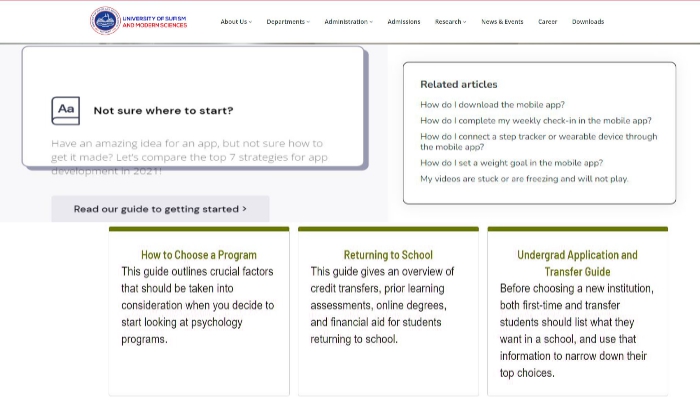 UNIVERSITY OF SUFISM
AND MODERN SCIENCES
About Us
Departments
Administration
Admissions
Research
News & Events
Career
Downloads
Aa
Not sure where to start?
Have an amazing idea for an app, but not sure how to
get it made? Let's compare the top 7 strategies for app
development in 2021!
Read our guide to getting started >
Related articles
How do I download the mobile app?
How do I complete my weekly check-in in the mobile app?
How do I connect a step tracker or wearable device through
the mobile app?
How do I set a weight goal in the mobile app?
My videos are stuck or are freezing and will not play.
How to Choose a Program
This guide outlines crucial factors
that should be taken into
consideration when you decide to
start looking at psychology
programs.
Returning to School
This guide gives an overview of
credit transfers, prior learning
assessments, online degrees,
and financial aid for students
returning to school.
Undergrad Application and
Transfer Guide
Before choosing a new institution,
both first-time and transfer
students should list what they
want in a school, and use that
information to narrow down their
top choices.